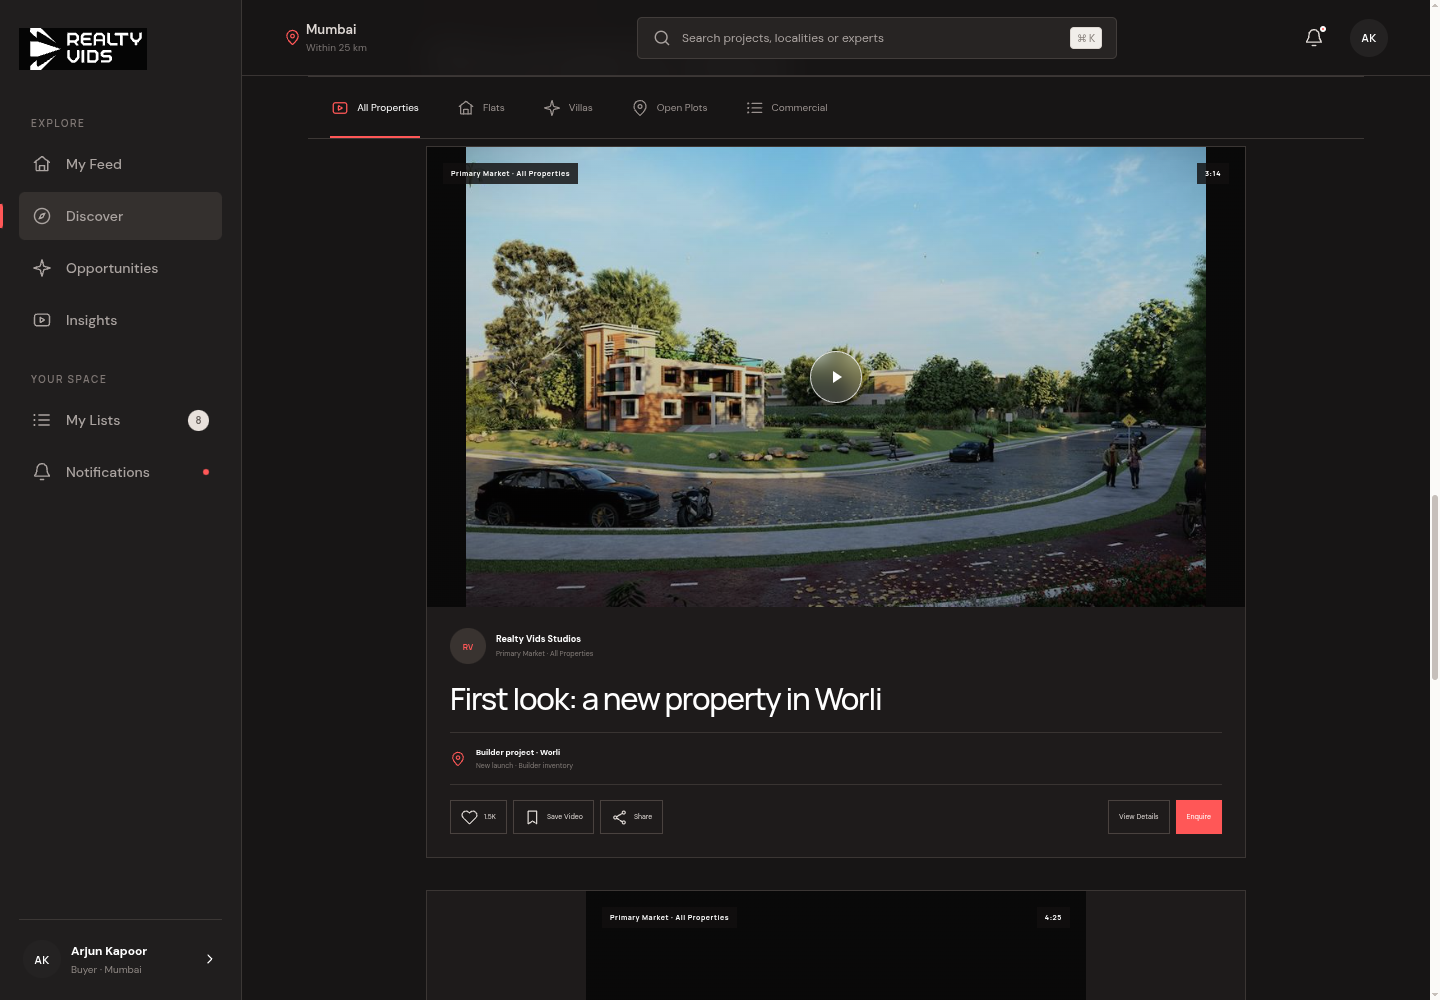 REALTY
VIDS
Mumbai
Within 25 km
Search projects, localities or experts
⌘ K
AK
EXPLORE
My Feed
Discover
Opportunities
Insights
YOUR SPACE
My Lists
8
Notifications
All Properties
Flats
Villas
Open Plots
Commercial
Primary Market · All Properties
3:14
RV
Realty Vids Studios
Primary Market · All Properties
First look: a new property in Worli
Builder project · Worli
New launch · Builder inventory
1.5K
Save Video
Share
View Details
Enquire
Primary Market · All Properties
4:25
AK
Arjun Kapoor
Buyer · Mumbai